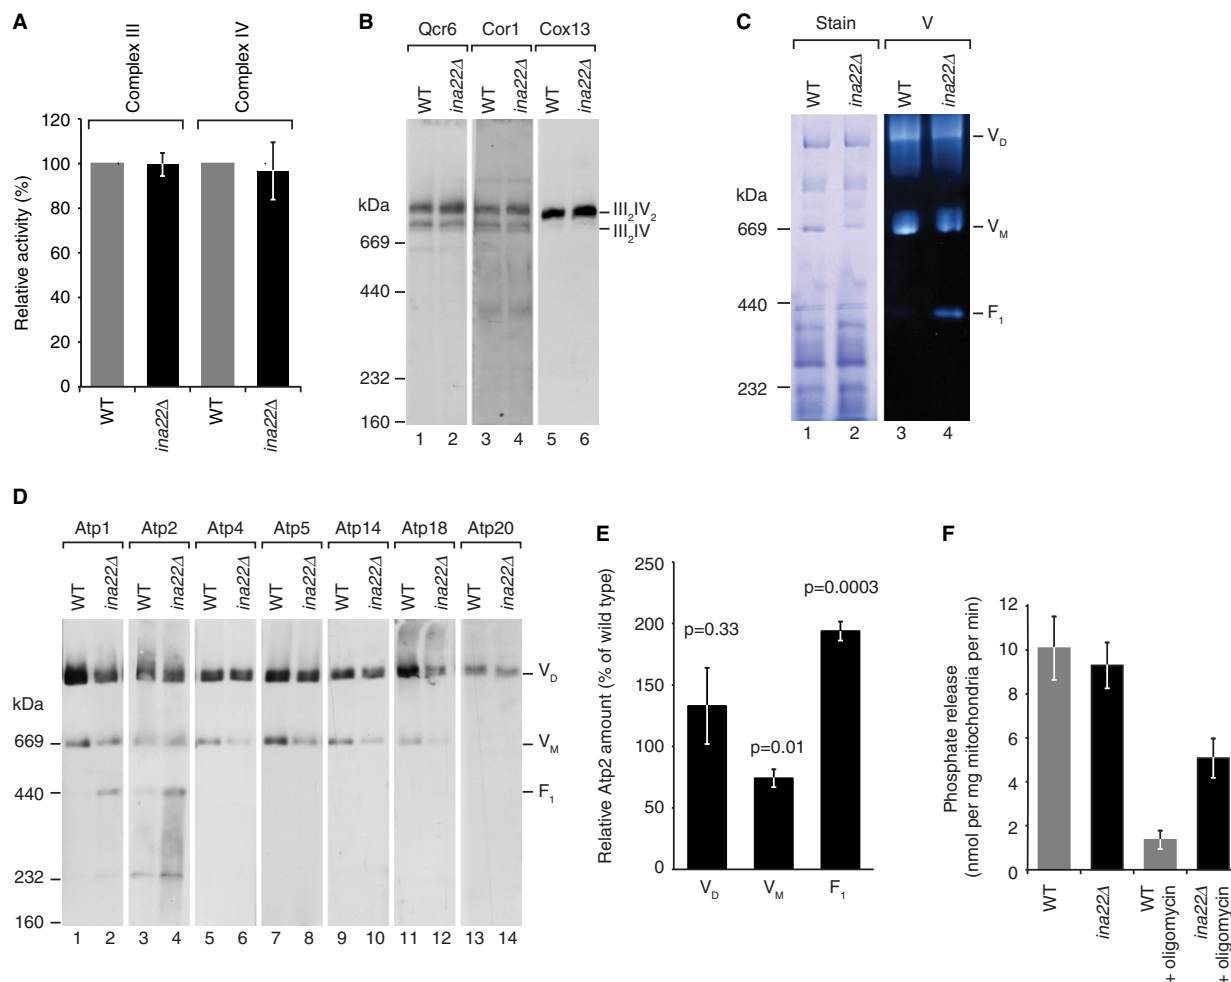 A
Complex III
Complex IV
Relative activity (%)
120
100
80
60
40
20
0
WT
ina22Δ
WT
ina22Δ
B
Qcr6
Cor1
Cox13
WT
ina22Δ
WT
ina22Δ
WT
ina22Δ
kDa
669
440
232
160
III₂IV₂
III₂IV
1 2 3 4 5 6
C
Stain
V
WT
ina22Δ
WT
ina22Δ
kDa
669
440
232
V_D
V_M
F₁
1 2 3 4
D
Atp1
Atp2
Atp4
Atp5
Atp14
Atp18
Atp20
WT
ina22Δ
WT
ina22Δ
WT
ina22Δ
WT
ina22Δ
WT
ina22Δ
WT
ina22Δ
WT
ina22Δ
kDa
669
440
232
160
V_D
V_M
F₁
1 2 3 4 5 6 7 8 9 10 11 12 13 14
E
Relative Atp2 amount (% of wild type)
250
200
150
100
50
0
p=0.33
p=0.01
p=0.0003
V_D
V_M
F₁
F
Phosphate release
(nmol per mg mitochondria per min)
12
10
8
6
4
2
0
WT
ina22Δ
WT
+ oligomycin
ina22Δ
+ oligomycin